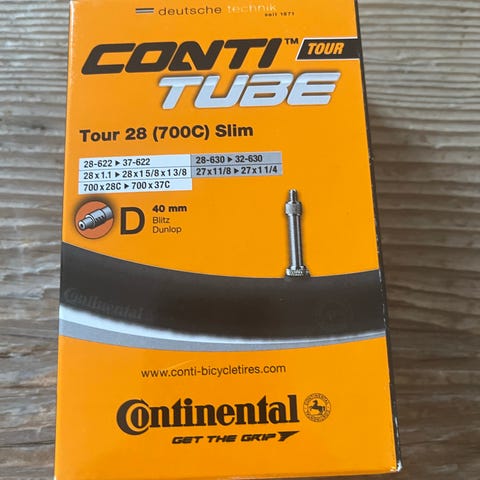 deutsche technik
seit 1871
CONTI™ TOUR
TUBE
Tour 28 (700C) Slim
28-622 ▸ 37-622 28-630 ▸ 32-630
28 x 1.1 ▸ 28 x 1 5/8 x 1 3/8 27 x 1 1/8 ▸ 27 x 1 1/4
700 x 28C ▸ 700 x 37C
D 40 mm
Blitz
Dunlop
Continental
www.conti-bicycletires.com
Continental
GET THE GRIP